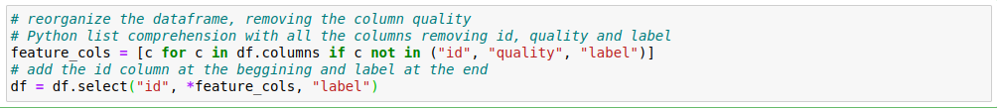 # reorganize the dataframe, removing the column quality
# Python list comprehension with all the columns removing id, quality and label
feature_cols = [c for c in df.columns if c not in ("id", "quality", "label")]
# add the id column at the beggining and label at the end
df = df.select("id", *feature_cols, "label")